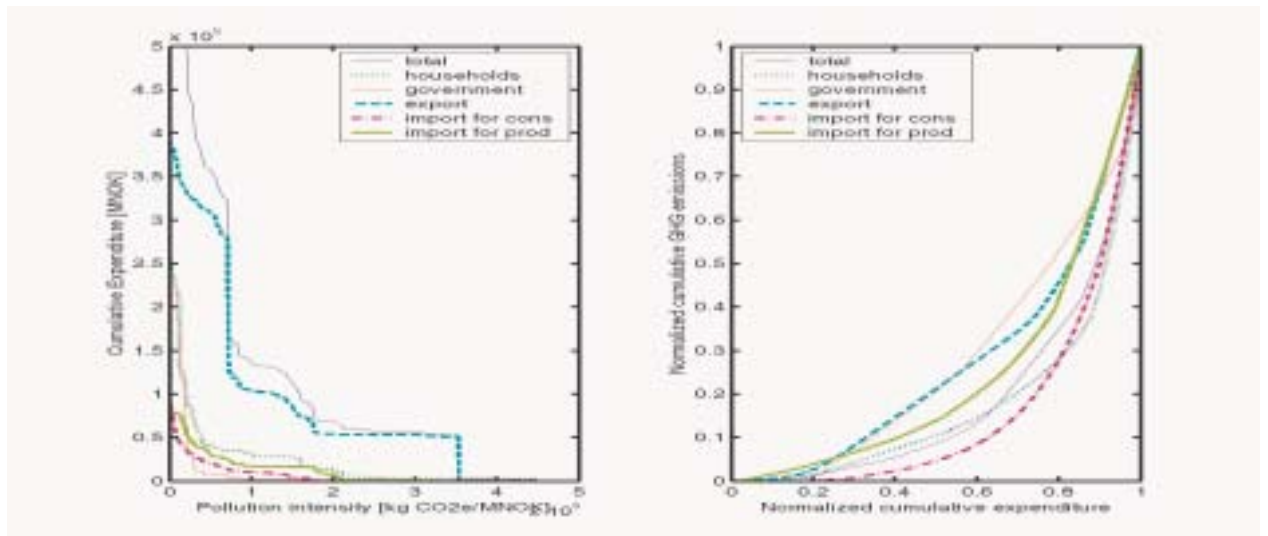 5 × 10⁵
4.5
4
3.5
3
2.5
2
1.5
1
0.5
0
Cumulative Expenditure [MNOK]
total
households
government
export
import for cons
import for prod
0 1 2 3 4 5
Pollution intensity [kg CO2e/MNOK]
1
0.9
0.8
0.7
0.6
0.5
0.4
0.3
0.2
0.1
0
Normalized cumulative GHG emissions
total
households
government
export
import for cons
import for prod
0 0.2 0.4 0.6 0.8 1
Normalized cumulative expenditure